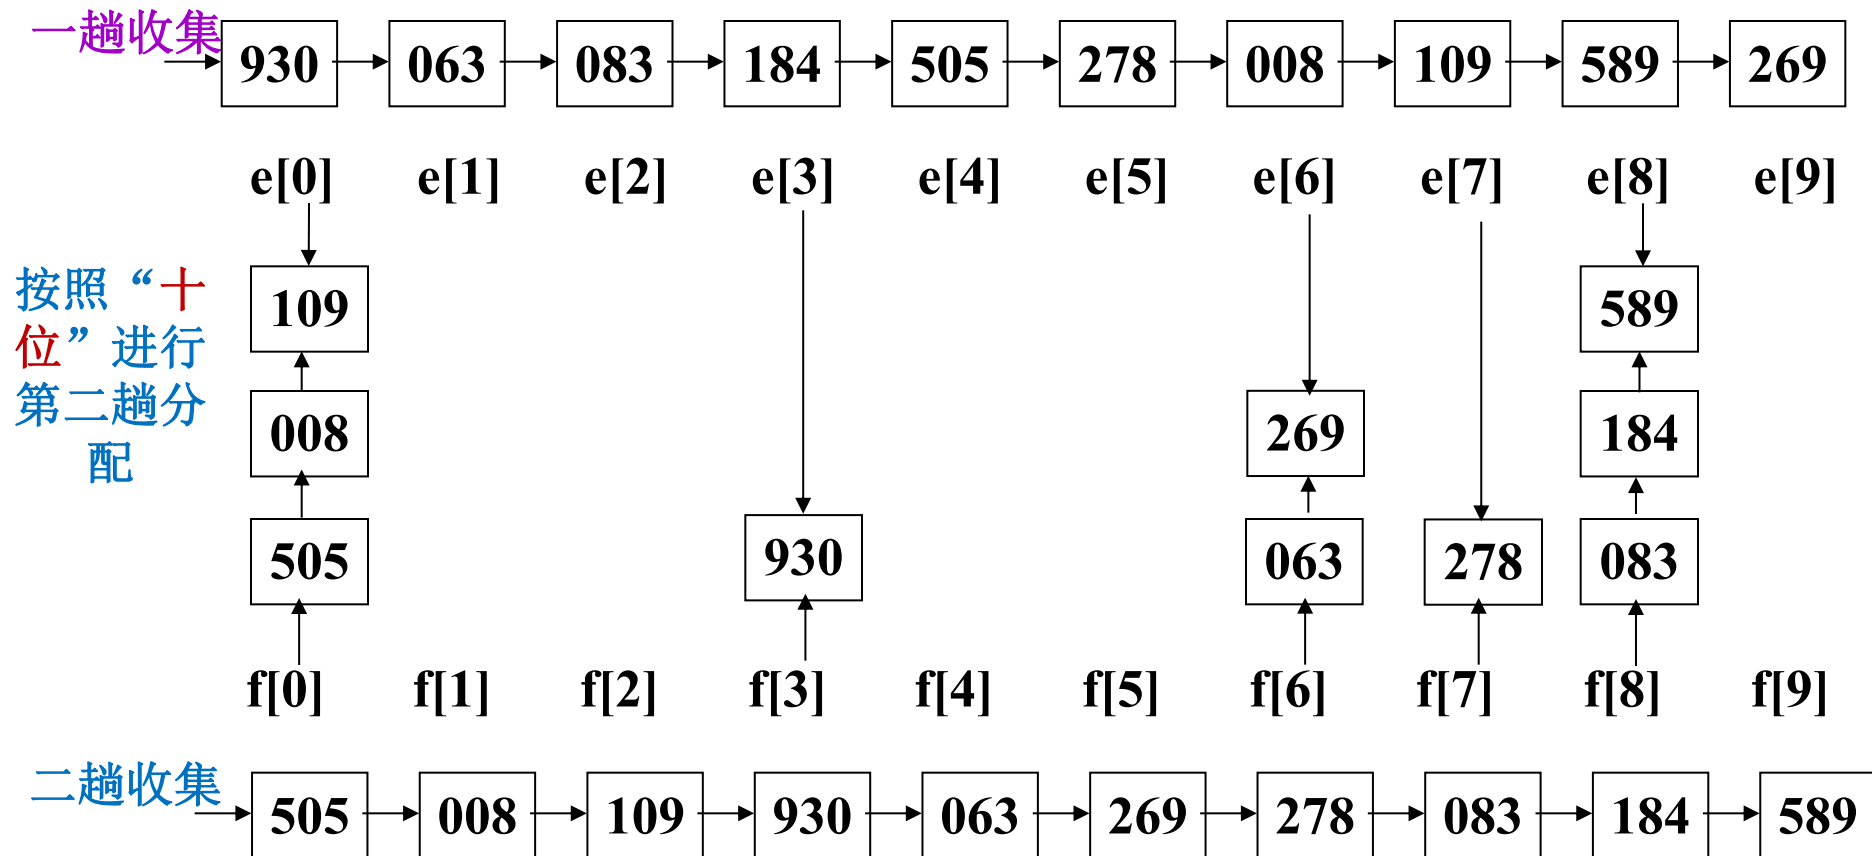 一趟收集
930 063 083 184 505 278 008 109 589 269
e[0] e[1] e[2] e[3] e[4] e[5] e[6] e[7] e[8] e[9]
按照“十
位”进行
第二趟分
配
109 589
008 269 184
505 930 063 278 083
f[0] f[1] f[2] f[3] f[4] f[5] f[6] f[7] f[8] f[9]
二趟收集
505 008 109 930 063 269 278 083 184 589